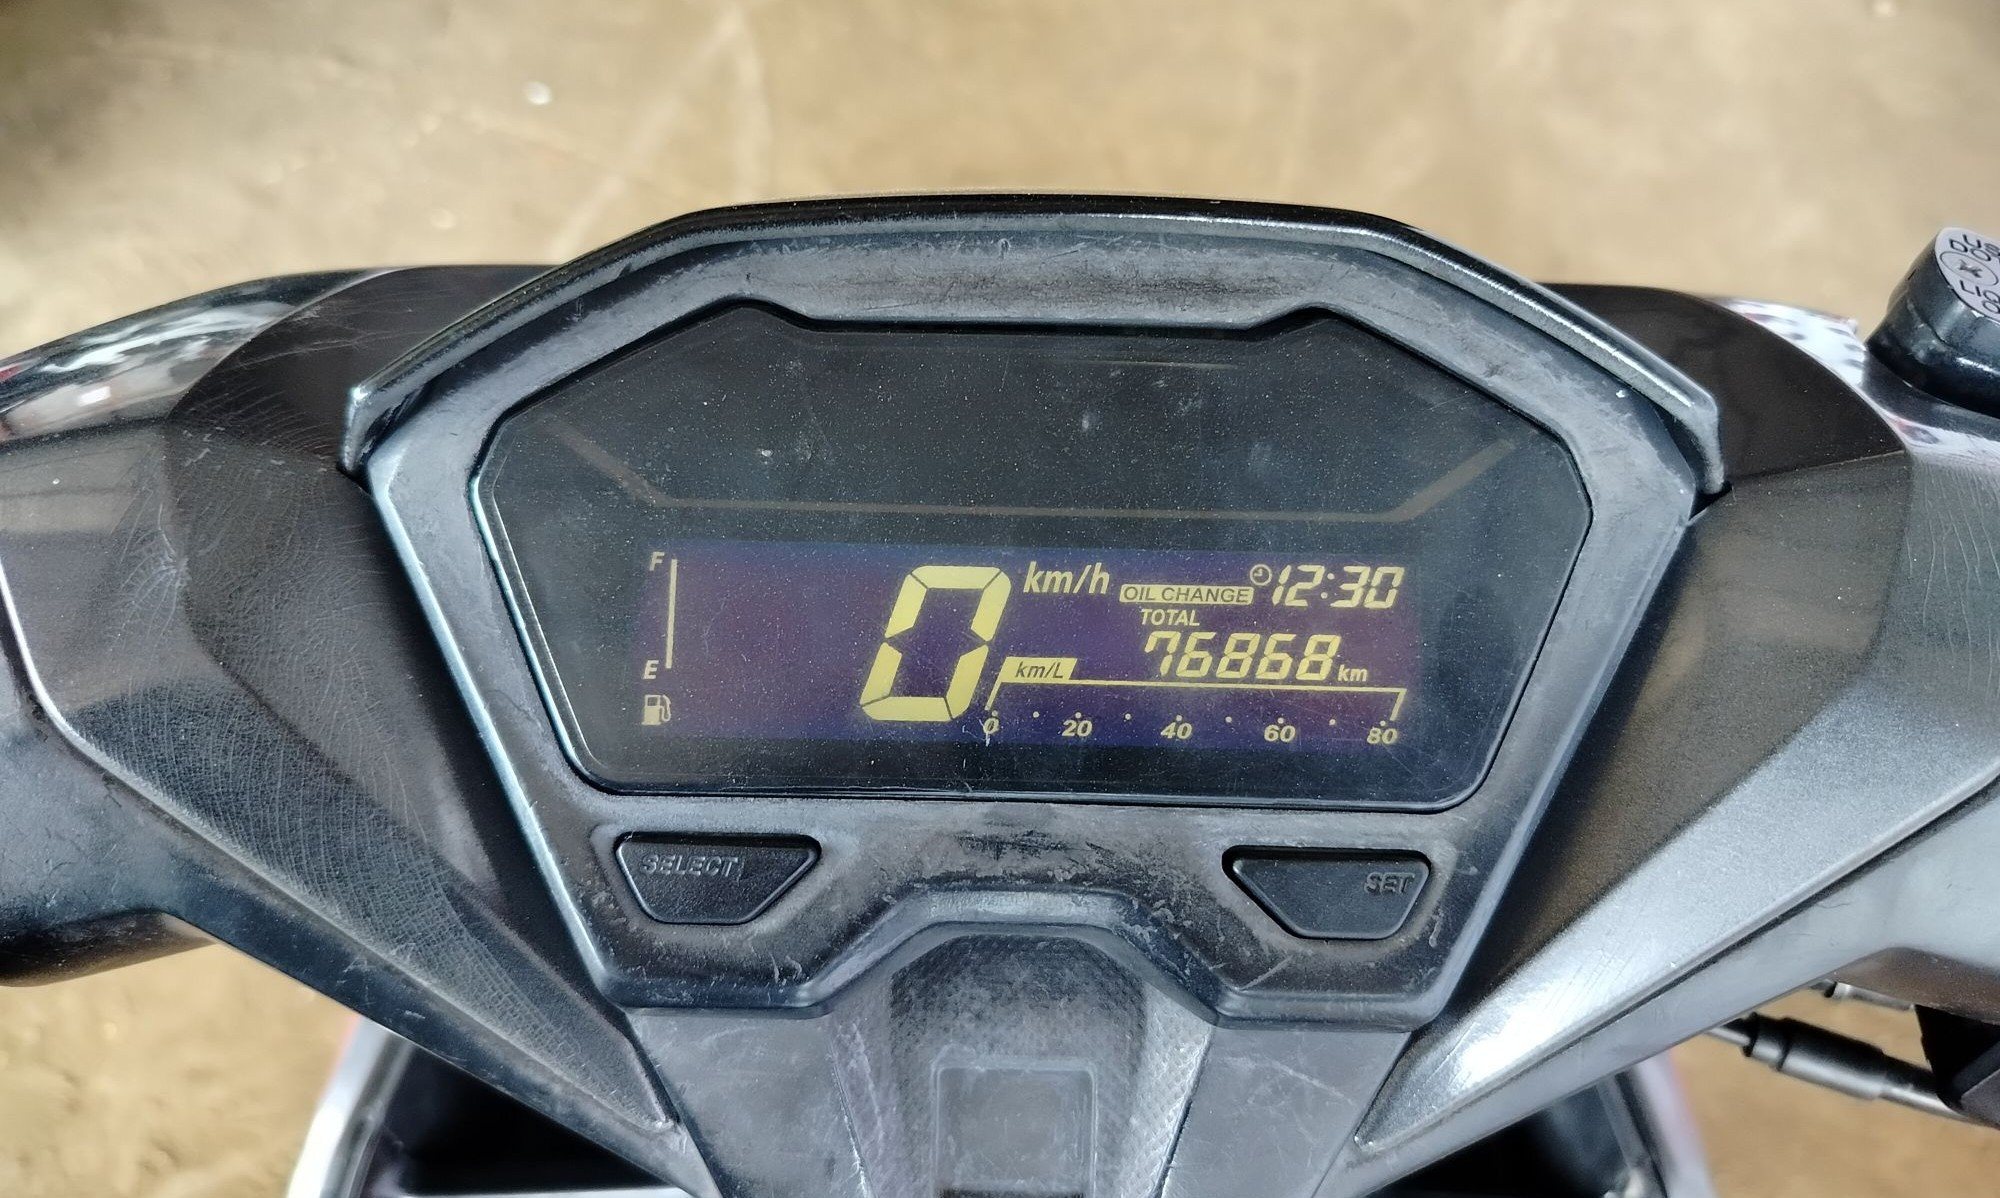 F
E
0 km/h
OIL CHANGE
12:30
TOTAL
76868 km
km/L
0 20 40 60 80
SELECT
SET